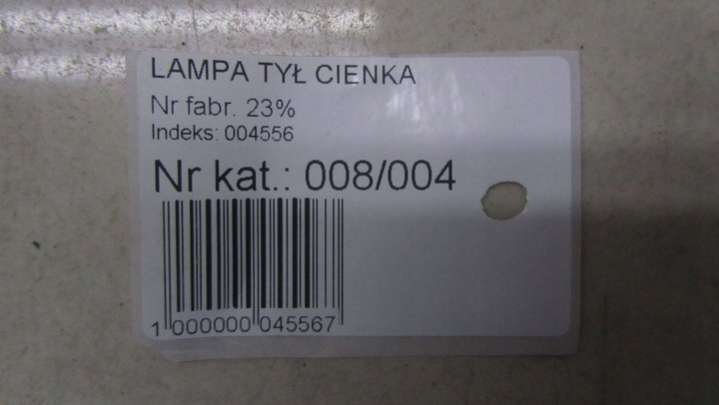 LAMPA TYŁ CIENKA
Nr fabr. 23%
Indeks: 004556
Nr kat.: 008/004
1 000000 045567